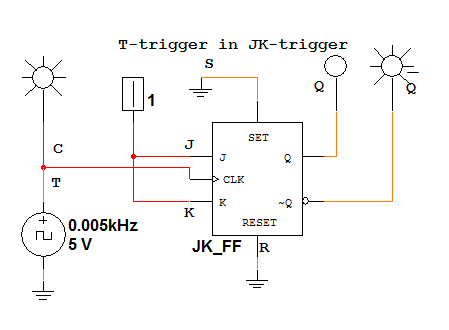 T-trigger in JK-trigger
S
1
Q
Q
C
SET
J
J
Q
T
CLK
K
K
~Q
+
RESET
0.005kHz
5 V
JK_FF
R